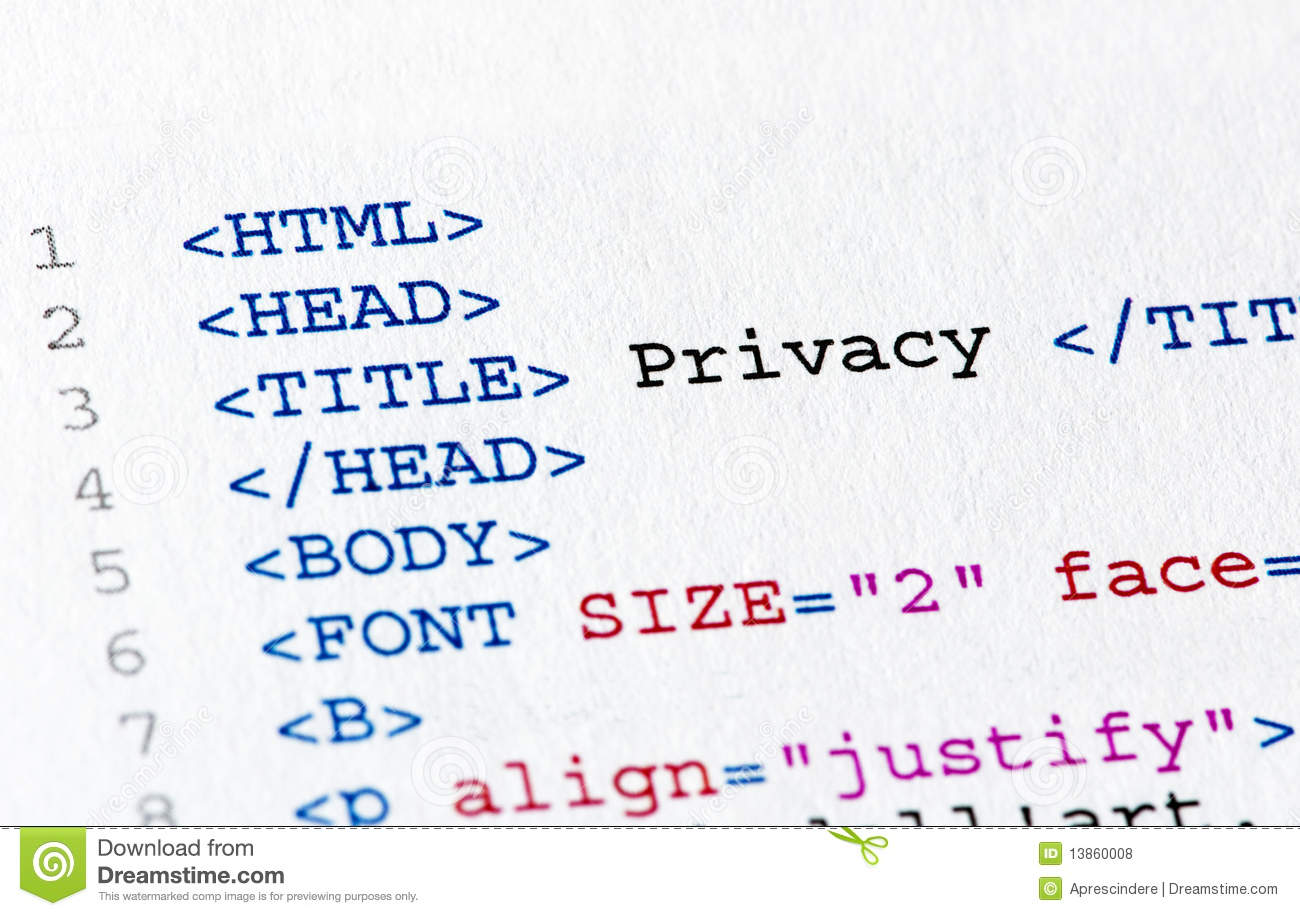 1 <HTML>
2 <HEAD>
3 <TITLE> Privacy </TIT
4 </HEAD>
5 <BODY>
6 <FONT SIZE="2" face=
7 <B>
8 <p align="justify">
Download from
Dreamstime.com
This watermarked comp image is for previewing purposes only.
ID 13860008
© Aprescindere | Dreamstime.com